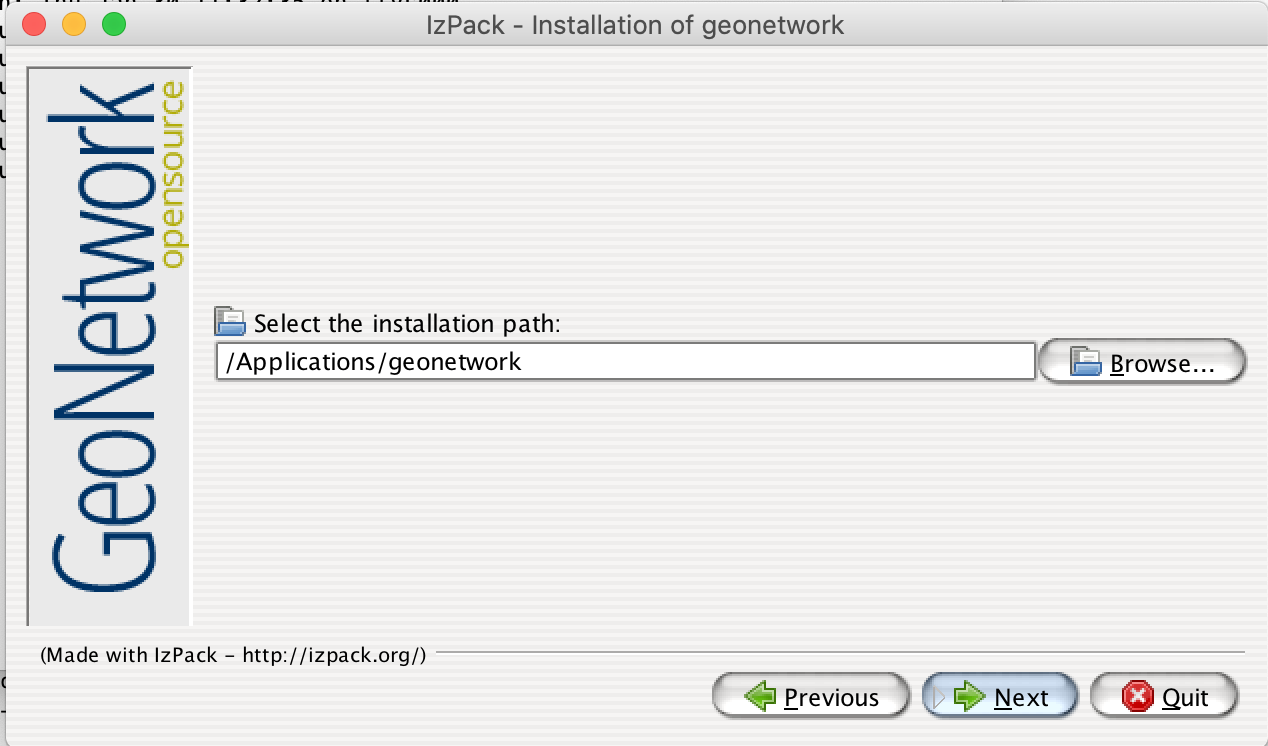 IzPack - Installation of geonetwork
GeoNetwork
opensource
Select the installation path:
/Applications/geonetwork
Browse...
(Made with IzPack - http://izpack.org/)
Previous
Next
Quit